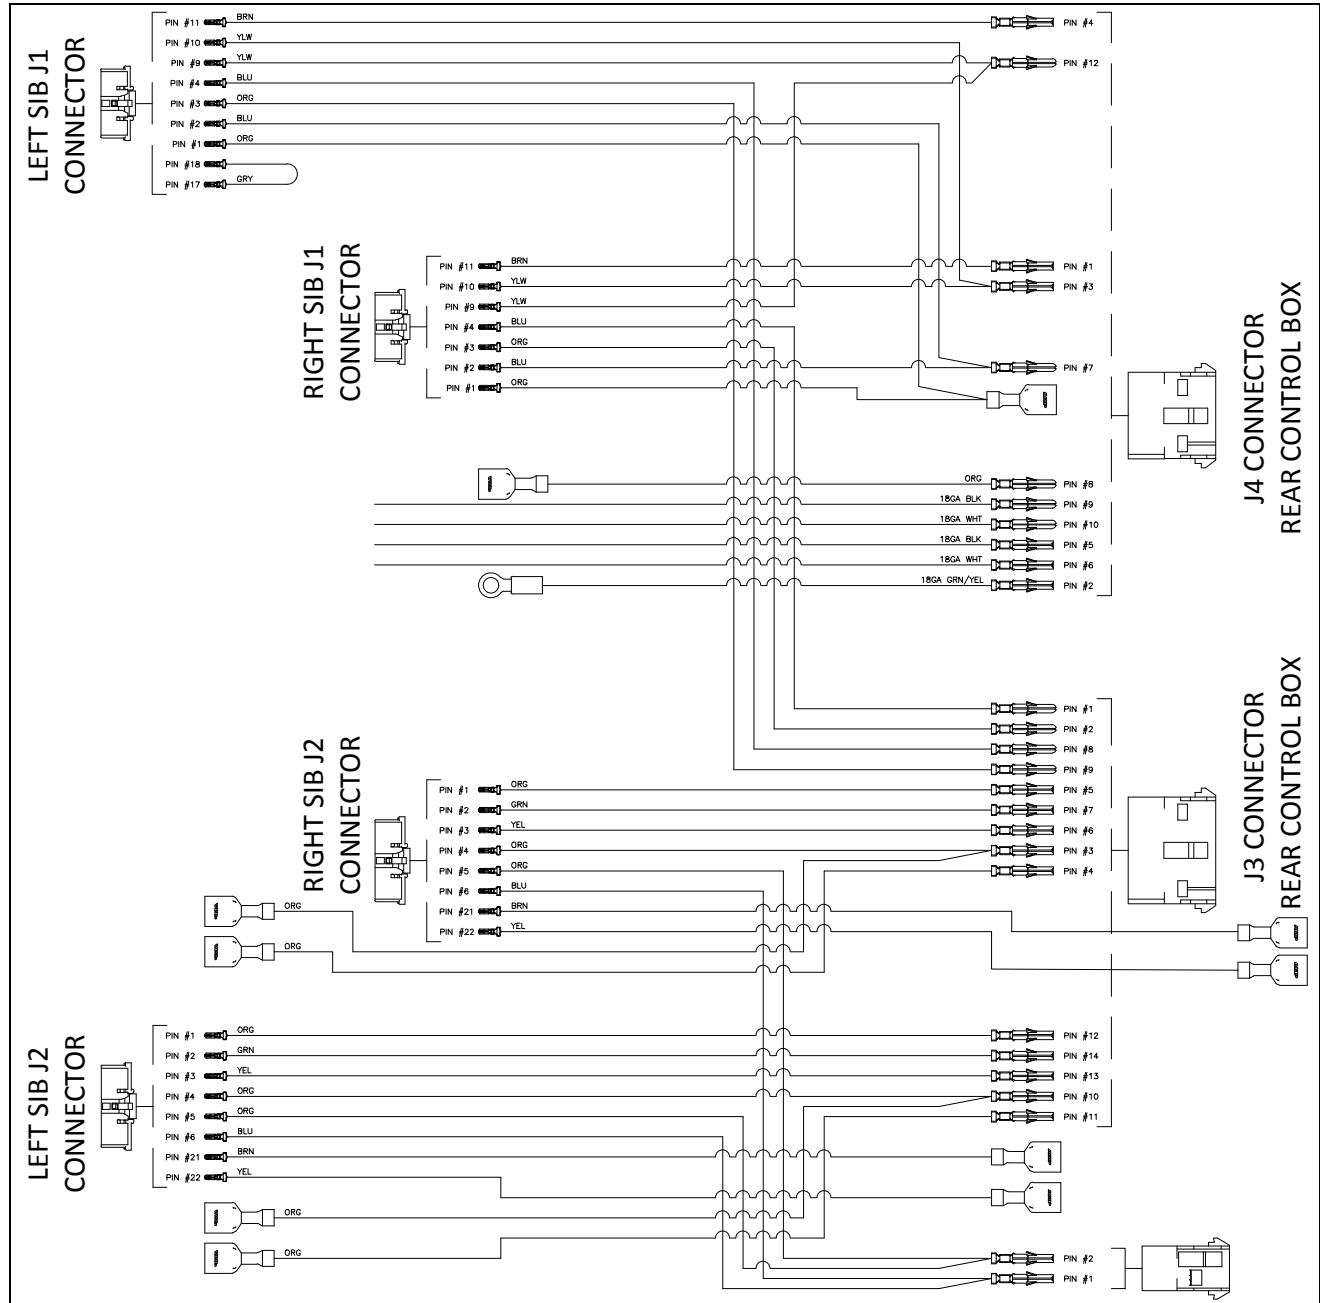 LEFT SIB J1
CONNECTOR
PIN #11 BRN
PIN #10 YLW
PIN #9 YLW
PIN #4 BLU
PIN #3 ORG
PIN #2 BLU
PIN #1 ORG
PIN #18
PIN #17 GRY
PIN #4
PIN #12
RIGHT SIB J1
CONNECTOR
PIN #11 BRN
PIN #10 YLW
PIN #9 YLW
PIN #4 BLU
PIN #3 ORG
PIN #2 BLU
PIN #1 ORG
PIN #1
PIN #3
PIN #7
J4 CONNECTOR
REAR CONTROL BOX
ORG PIN #8
18GA BLK PIN #9
18GA WHT PIN #10
18GA BLK PIN #5
18GA WHT PIN #6
18GA GRN/YEL PIN #2
PIN #1
PIN #2
PIN #8
PIN #9
PIN #5
PIN #7
PIN #6
PIN #3
PIN #4
J3 CONNECTOR
REAR CONTROL BOX
RIGHT SIB J2
CONNECTOR
PIN #1 ORG
PIN #2 GRN
PIN #3 YEL
PIN #4 ORG
PIN #5 ORG
PIN #6 BLU
PIN #21 BRN
PIN #22 YEL
ORG
ORG
LEFT SIB J2
CONNECTOR
PIN #1 ORG
PIN #2 GRN
PIN #3 YEL
PIN #4 ORG
PIN #5 ORG
PIN #6 BLU
PIN #21 BRN
PIN #22 YEL
PIN #12
PIN #14
PIN #13
PIN #10
PIN #11
ORG
ORG
PIN #2
PIN #1